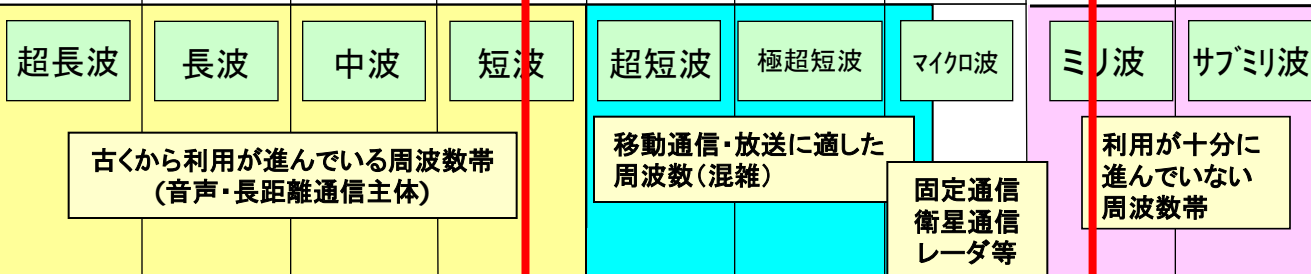 超長波 長波 中波 短波 超短波 極超短波 マイクロ波 ミリ波 サブミリ波
古くから利用が進んでいる周波数帯
(音声・長距離通信主体)
移動通信・放送に適した
周波数（混雑）
固定通信
衛星通信
レーダ等
利用が十分に
進んでいない
周波数帯